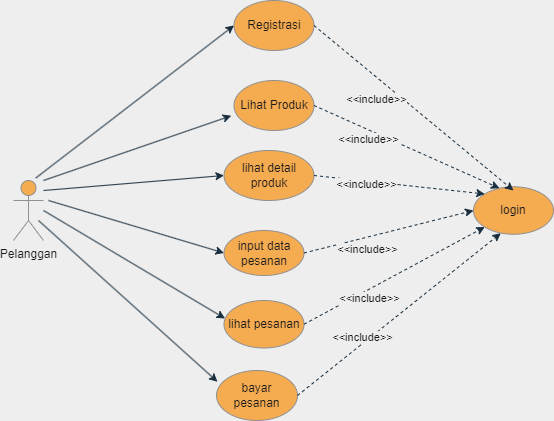 Registrasi
<<include>>
Lihat Produk
<<include>>
lihat detail
produk
<<include>>
login
Pelanggan
input data
pesanan
<<include>>
lihat pesanan
<<include>>
<<include>>
bayar
pesanan